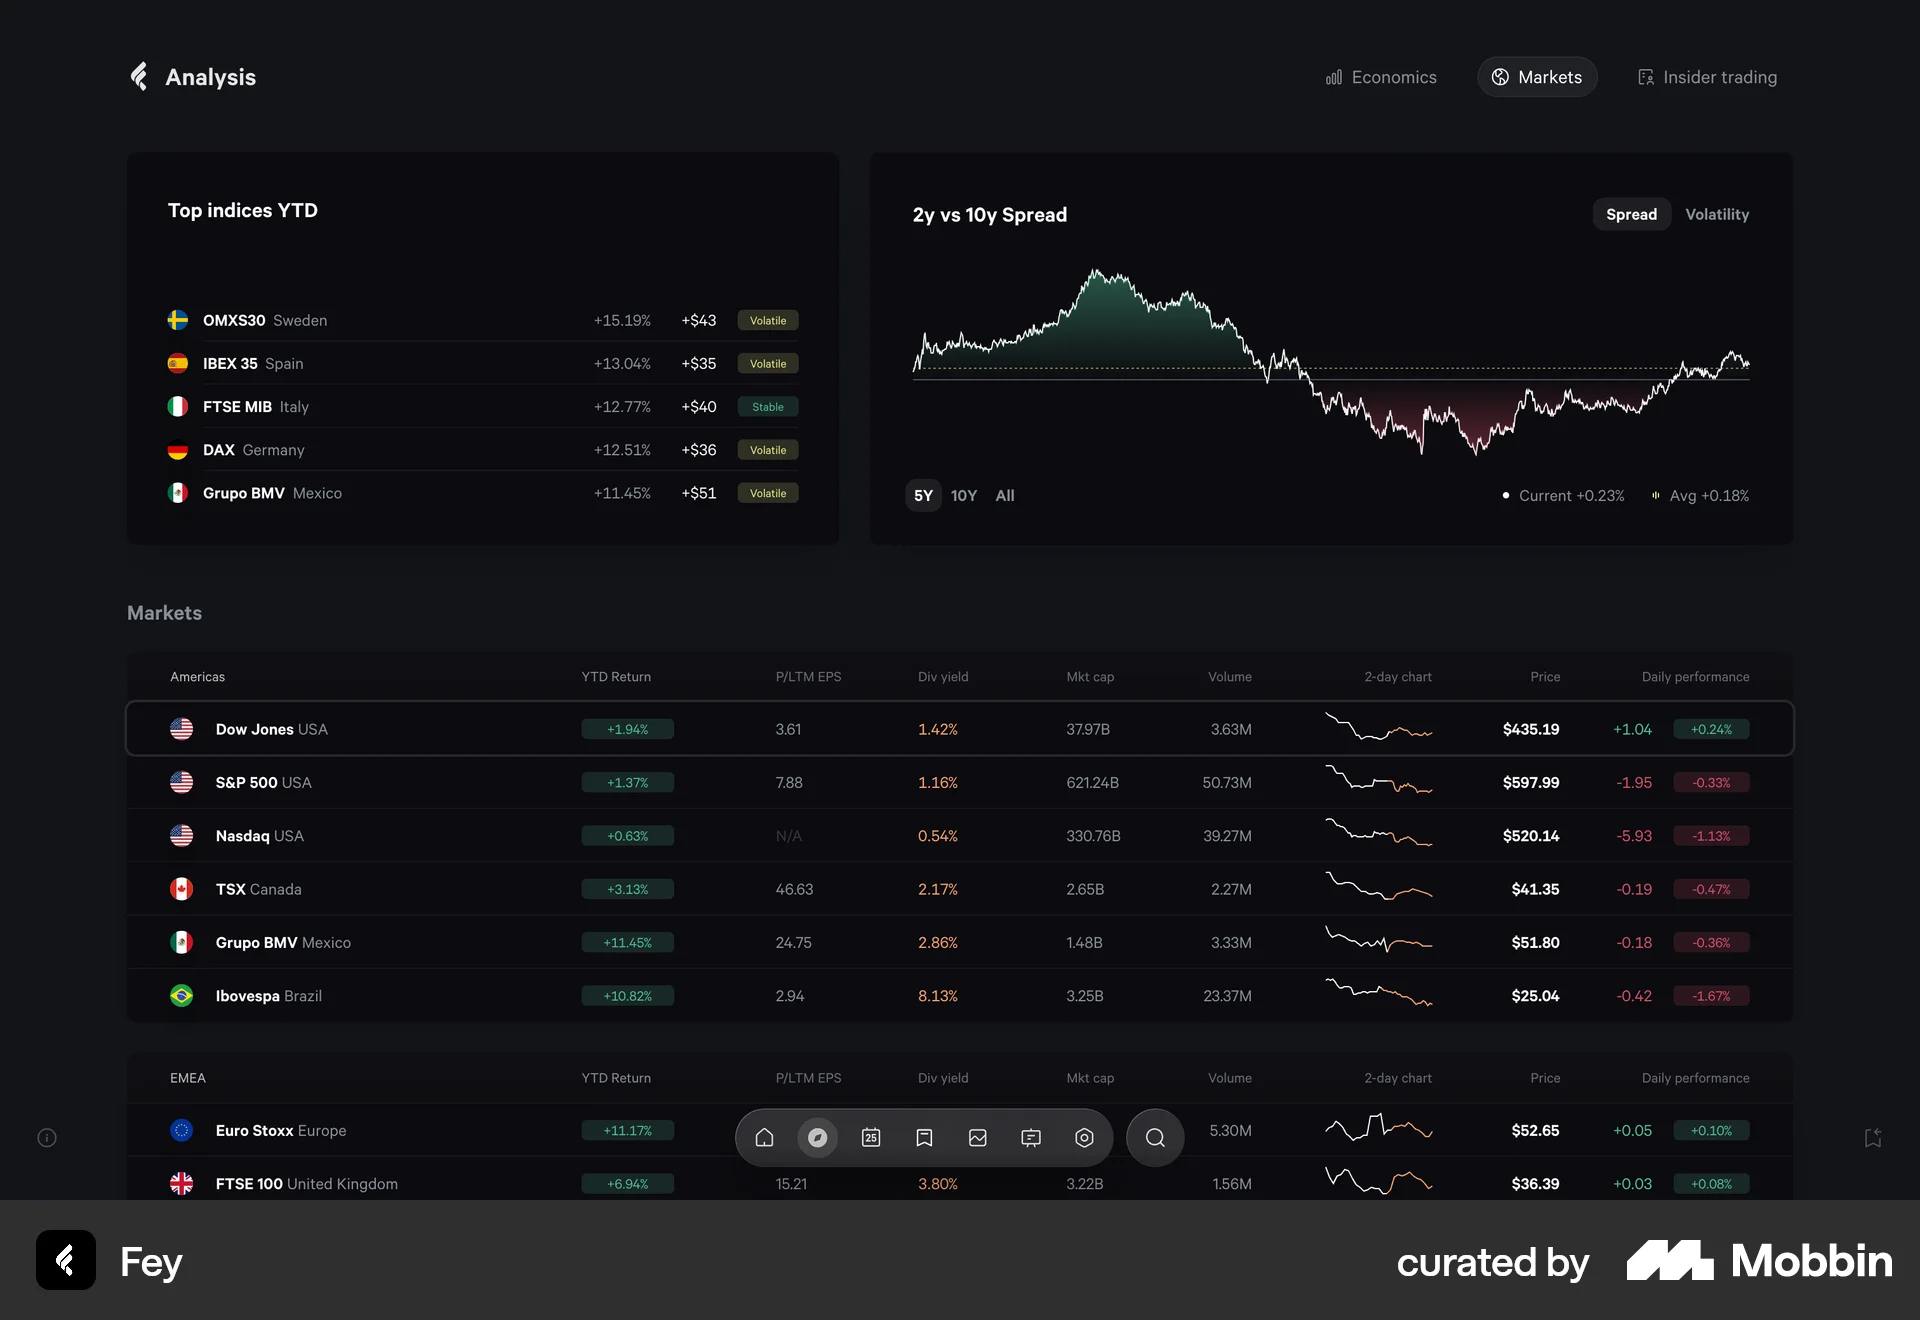 Analysis
Economics Markets Insider trading
Top indices YTD
OMXS30 Sweden +15.19% +$43 Volatile
IBEX 35 Spain +13.04% +$35 Volatile
FTSE MIB Italy +12.77% +$40 Stable
DAX Germany +12.51% +$36 Volatile
Grupo BMV Mexico +11.45% +$51 Volatile
2y vs 10y Spread
Spread Volatility
5Y 10Y All
Current +0.23% Avg +0.18%
Markets
Americas YTD Return P/LTM EPS Div yield Mkt cap Volume 2-day chart Price Daily performance
Dow Jones USA +1.94% 3.61 1.42% 37.97B 3.63M $435.19 +1.04 +0.24%
S&P 500 USA +1.37% 7.88 1.16% 621.24B 50.73M $597.99 -1.95 -0.33%
Nasdaq USA +0.63% N/A 0.54% 330.76B 39.27M $520.14 -5.93 -1.13%
TSX Canada +3.13% 46.63 2.17% 2.65B 2.27M $41.35 -0.19 -0.47%
Grupo BMV Mexico +11.45% 24.75 2.86% 1.48B 3.33M $51.80 -0.18 -0.36%
Ibovespa Brazil +10.82% 2.94 8.13% 3.25B 23.37M $25.04 -0.42 -1.67%
EMEA YTD Return P/LTM EPS Div yield Mkt cap Volume 2-day chart Price Daily performance
Euro Stoxx Europe +11.17% 5.30M $52.65 +0.05 +0.10%
25
FTSE 100 United Kingdom +6.94% 15.21 3.80% 3.22B 1.56M $36.39 +0.03 +0.08%
Fey
curated by Mobbin